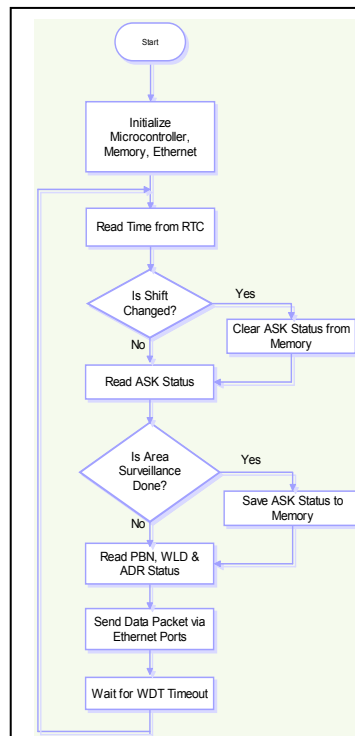 Start
Initialize
Microcontroller,
Memory, Ethernet
Read Time from RTC
Is Shift
Changed?
Yes
Clear ASK Status from
Memory
No
Read ASK Status
Is Area
Surveillance
Done?
Yes
Save ASK Status to
Memory
No
Read PBN, WLD &
ADR Status
Send Data Packet via
Ethernet Ports
Wait for WDT Timeout